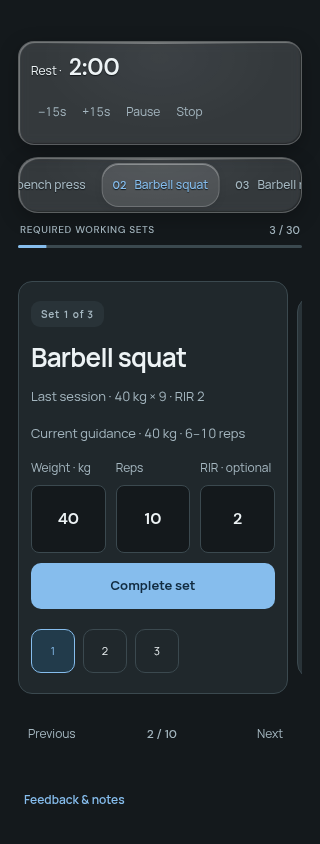 Rest · 2:00
−15s +15s Pause Stop
bench press 02 Barbell squat 03 Barbell
REQUIRED WORKING SETS 3 / 30
Set 1 of 3
Barbell squat
Last session · 40 kg × 9 · RIR 2
Current guidance · 40 kg · 6–10 reps
Weight · kg Reps RIR · optional
40 10 2
Complete set
1 2 3
Previous 2 / 10 Next
Feedback & notes